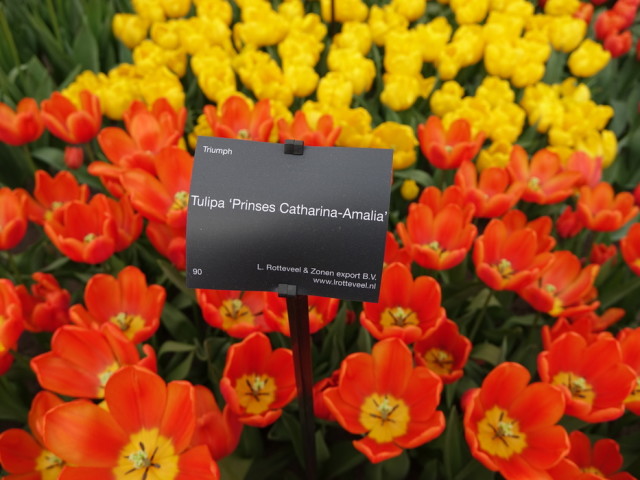 Triumph
Tulipa ‘Prinses Catharina-Amalia’
90
L. Rotteveel & Zonen export B.V.
www.lrotteveel.nl